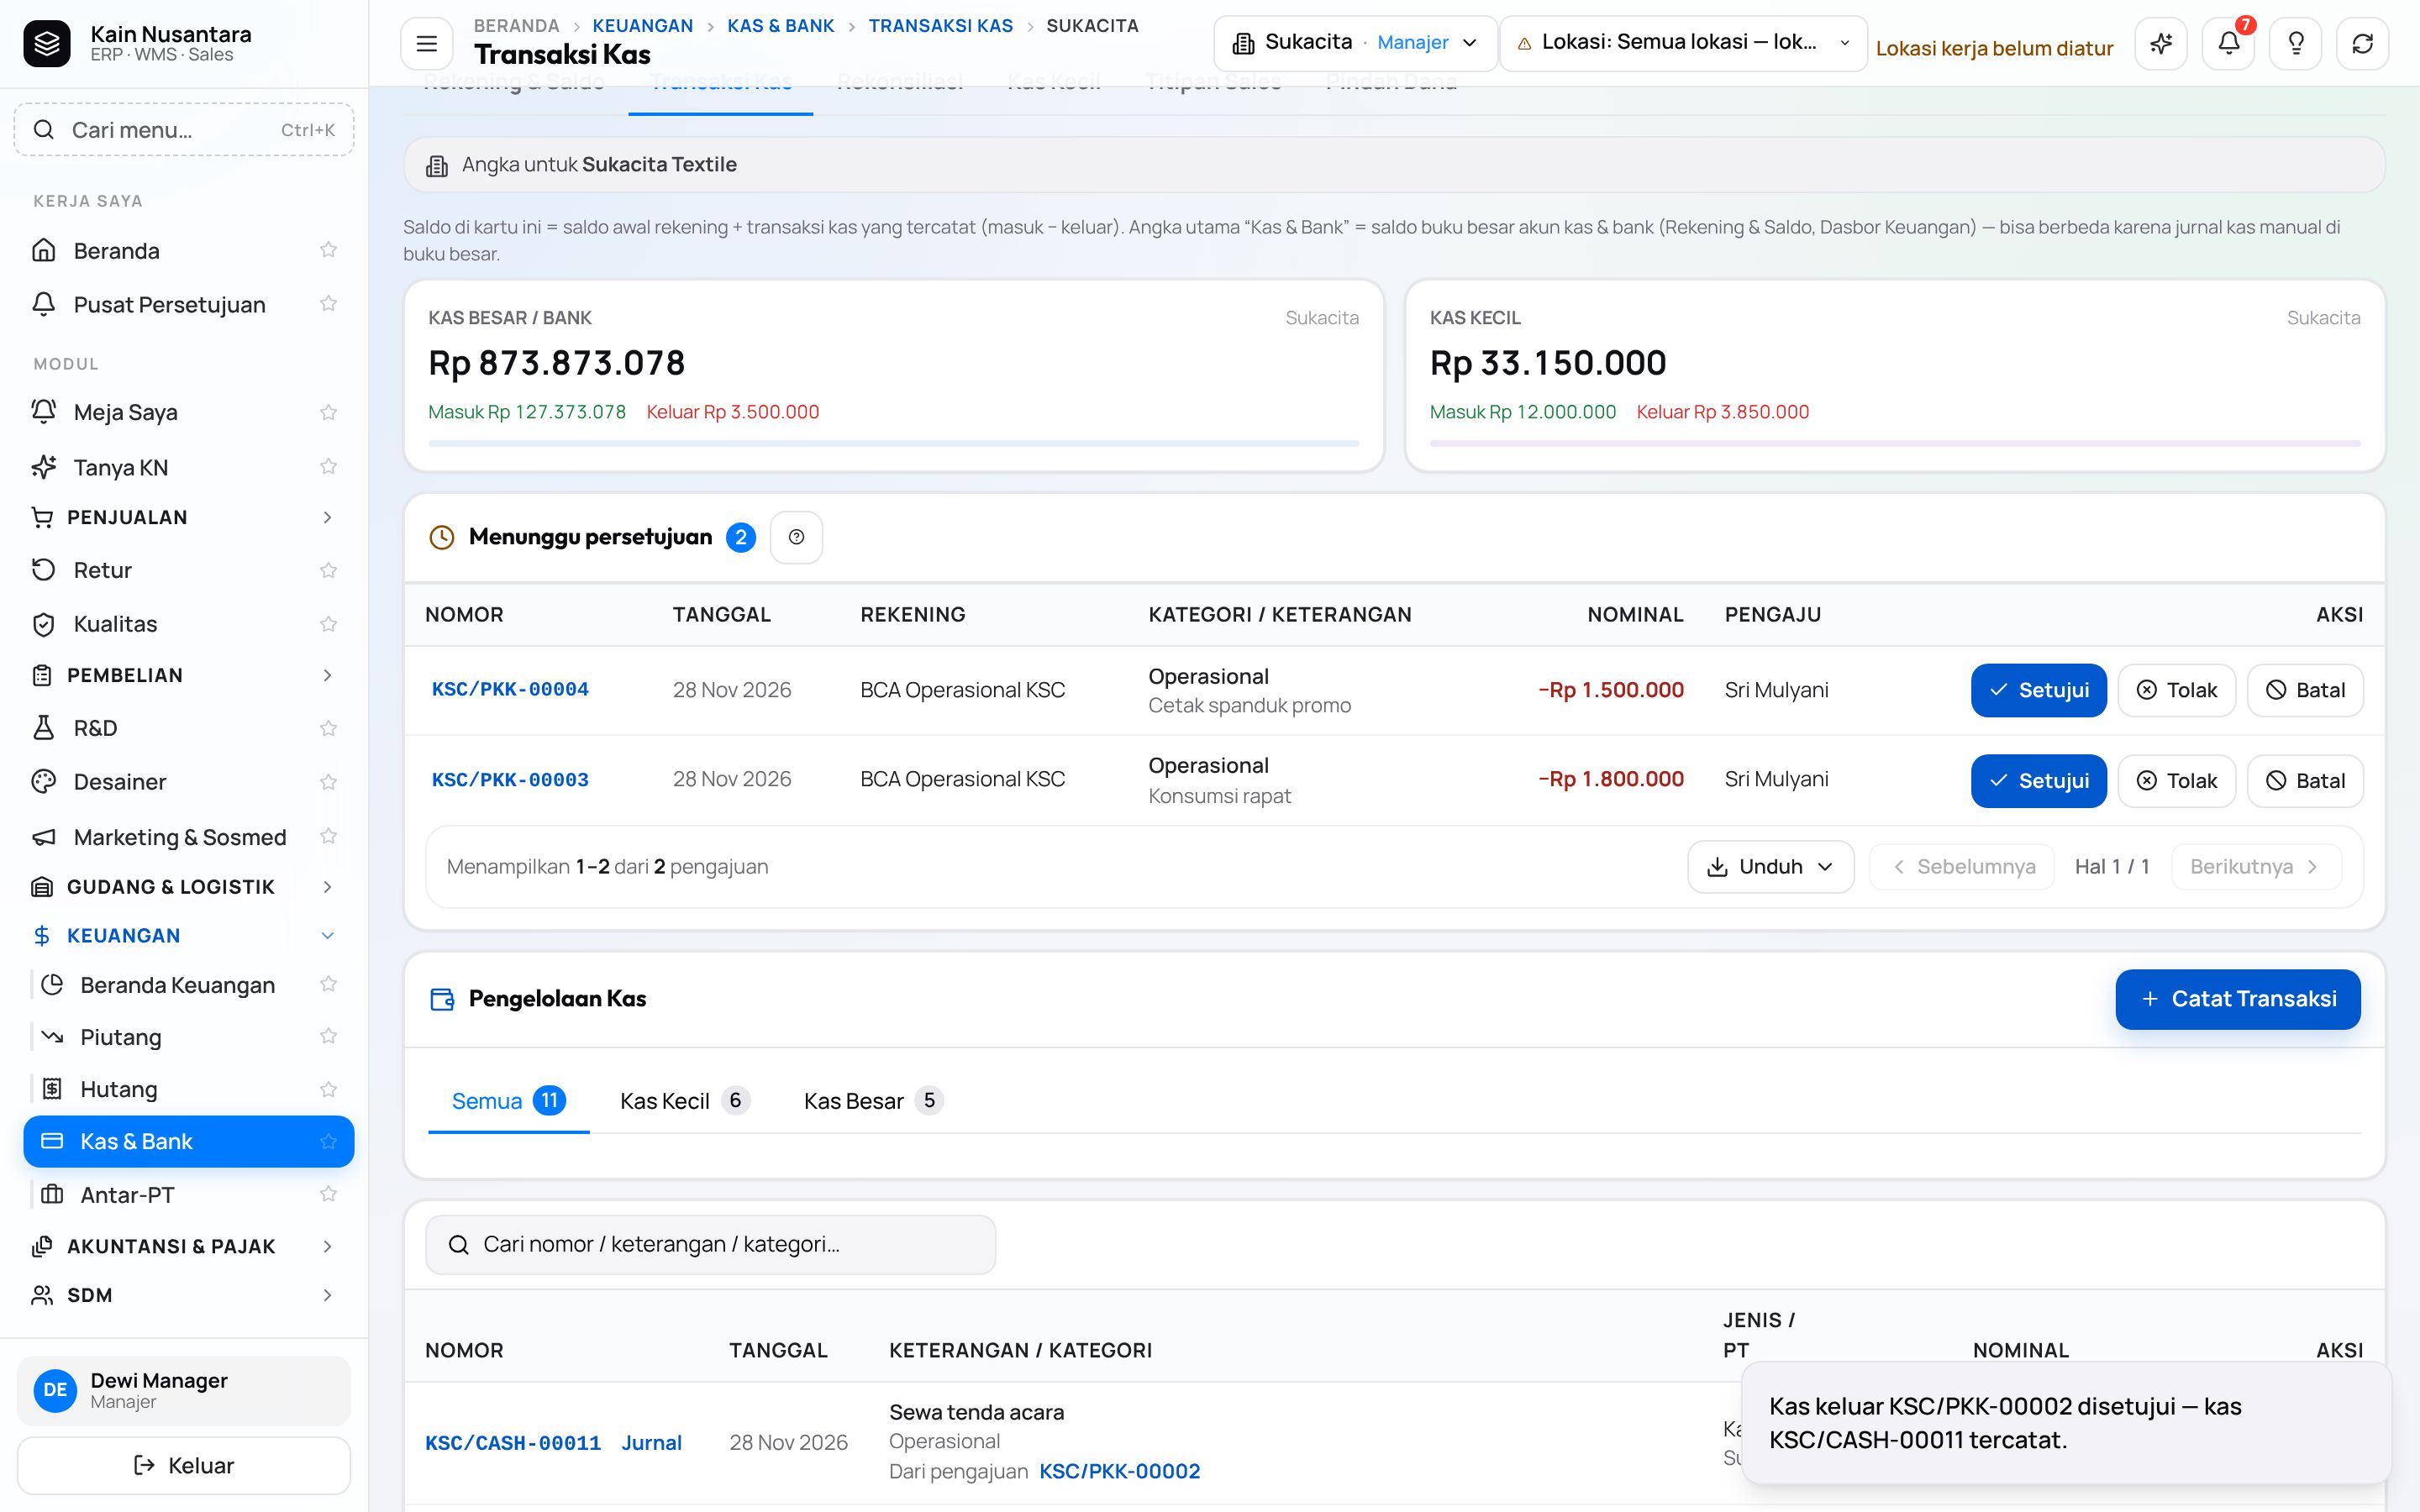 Kain Nusantara
ERP · WMS · Sales
Cari menu... Ctrl+K
KERJA SAYA
Beranda
Pusat Persetujuan
MODUL
Meja Saya
Tanya KN
PENJUALAN
Retur
Kualitas
PEMBELIAN
R&D
Desainer
Marketing & Sosmed
GUDANG & LOGISTIK
KEUANGAN
Beranda Keuangan
Piutang
Hutang
Kas & Bank
Antar-PT
AKUNTANSI & PAJAK
SDM
DE
Dewi Manager
Manajer
Keluar
BERANDA > KEUANGAN > KAS & BANK > TRANSAKSI KAS > SUKACITA
Transaksi Kas
Sukacita · Manajer
Lokasi: Semua lokasi — lok...
Lokasi kerja belum diatur
7
Rekening & Saldo Transaksi Kas Rekonsiliasi Kas Kecil Titipan Sales Pindah Dana
Angka untuk Sukacita Textile
Saldo di kartu ini = saldo awal rekening + transaksi kas yang tercatat (masuk − keluar). Angka utama “Kas & Bank” = saldo buku besar akun kas & bank (Rekening & Saldo, Dasbor Keuangan) — bisa berbeda karena jurnal kas manual di
buku besar.
KAS BESAR / BANK Sukacita
Rp 873.873.078
Masuk Rp 127.373.078 Keluar Rp 3.500.000
KAS KECIL Sukacita
Rp 33.150.000
Masuk Rp 12.000.000 Keluar Rp 3.850.000
Menunggu persetujuan 2
NOMOR TANGGAL REKENING KATEGORI / KETERANGAN NOMINAL PENGAJU AKSI
KSC/PKK-00004 28 Nov 2026 BCA Operasional KSC Operasional −Rp 1.500.000 Sri Mulyani Setujui Tolak Batal
Cetak spanduk promo
KSC/PKK-00003 28 Nov 2026 BCA Operasional KSC Operasional −Rp 1.800.000 Sri Mulyani Setujui Tolak Batal
Konsumsi rapat
Menampilkan 1–2 dari 2 pengajuan Unduh Sebelumnya Hal 1 / 1 Berikutnya
Pengelolaan Kas
+ Catat Transaksi
Semua 11 Kas Kecil 6 Kas Besar 5
Cari nomor / keterangan / kategori...
NOMOR TANGGAL KETERANGAN / KATEGORI JENIS / PT NOMINAL AKSI
KSC/CASH-00011 Jurnal 28 Nov 2026 Sewa tenda acara
Operasional
Dari pengajuan KSC/PKK-00002
Kas keluar KSC/PKK-00002 disetujui — kas
KSC/CASH-00011 tercatat.